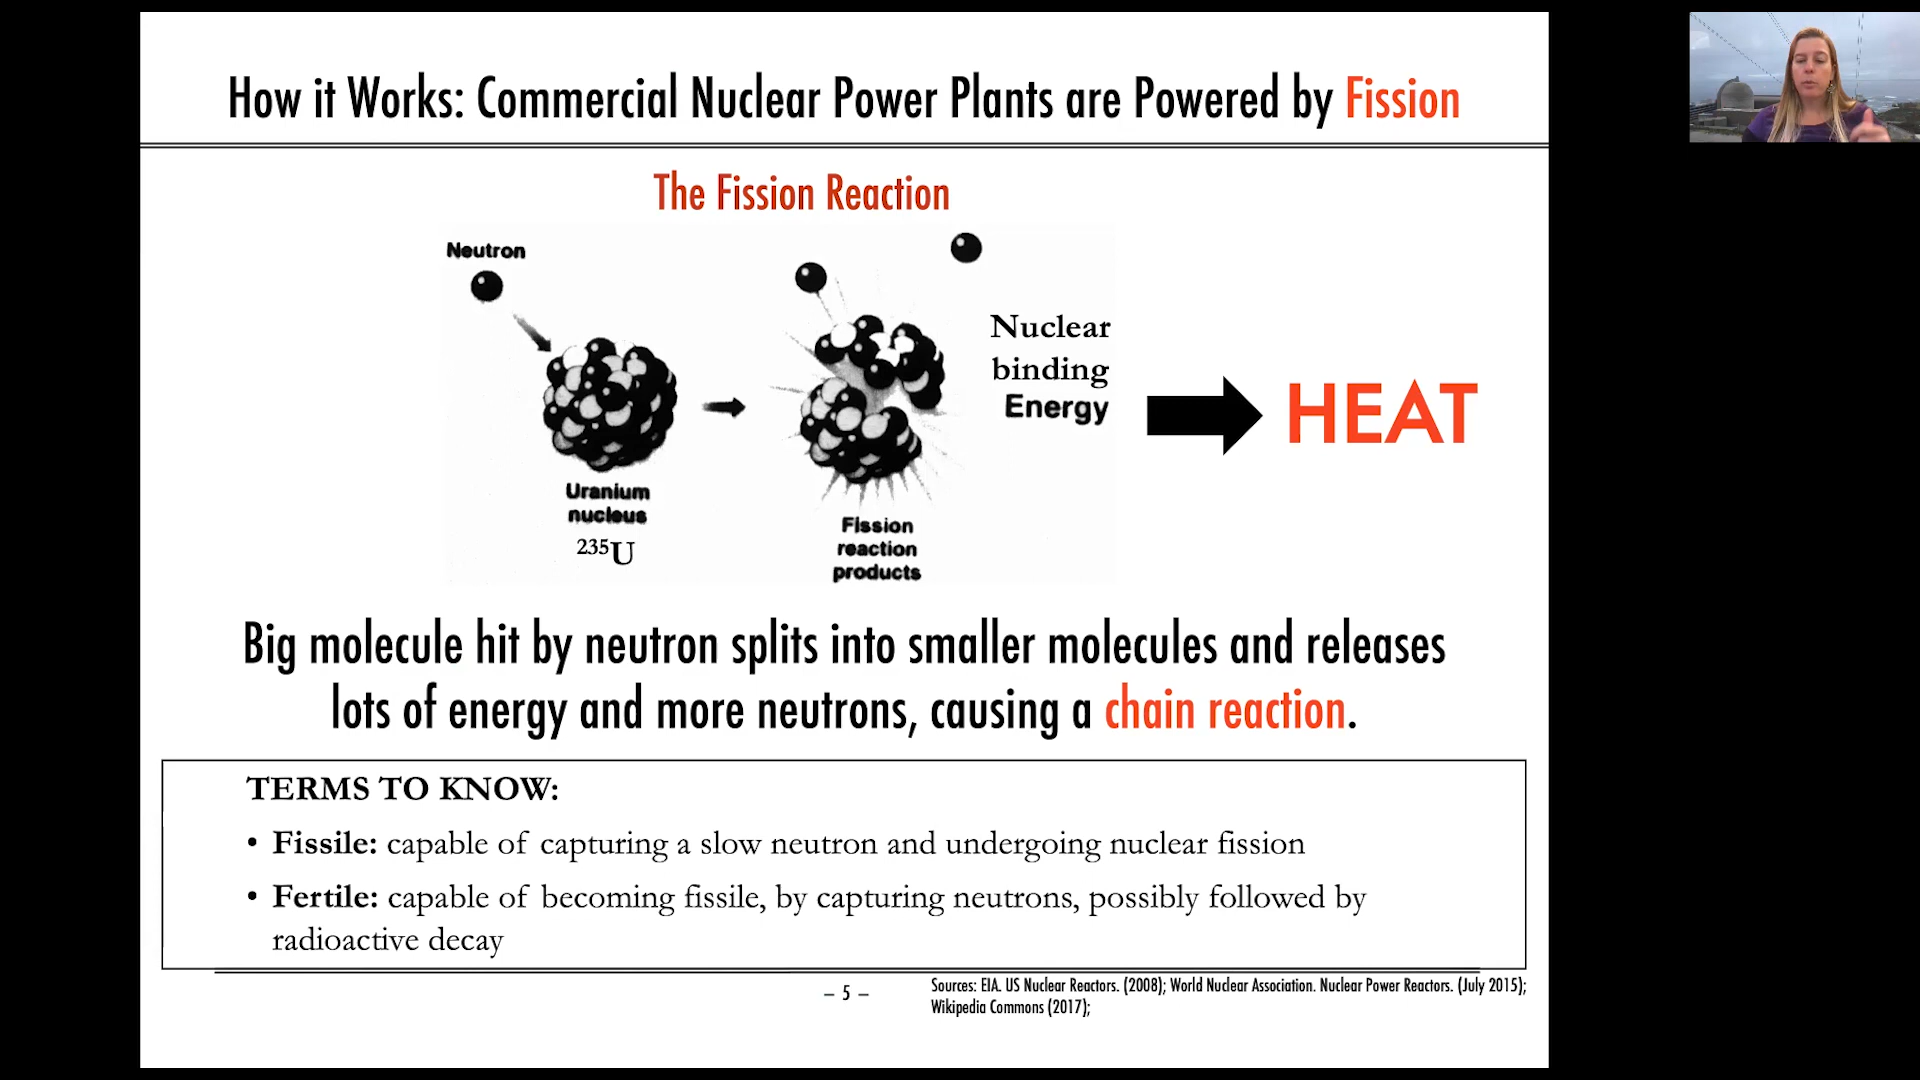 How it Works: Commercial Nuclear Power Plants are Powered by Fission
The Fission Reaction
Neutron
Uranium
nucleus
²³⁵U
Fission
reaction
products
Nuclear
binding
Energy
HEAT
Big molecule hit by neutron splits into smaller molecules and releases
lots of energy and more neutrons, causing a chain reaction.
TERMS TO KNOW:
• Fissile: capable of capturing a slow neutron and undergoing nuclear fission
• Fertile: capable of becoming fissile, by capturing neutrons, possibly followed by
radioactive decay
– 5 –
Sources: EIA. US Nuclear Reactors. (2008); World Nuclear Association. Nuclear Power Reactors. (July 2015);
Wikipedia Commons (2017);